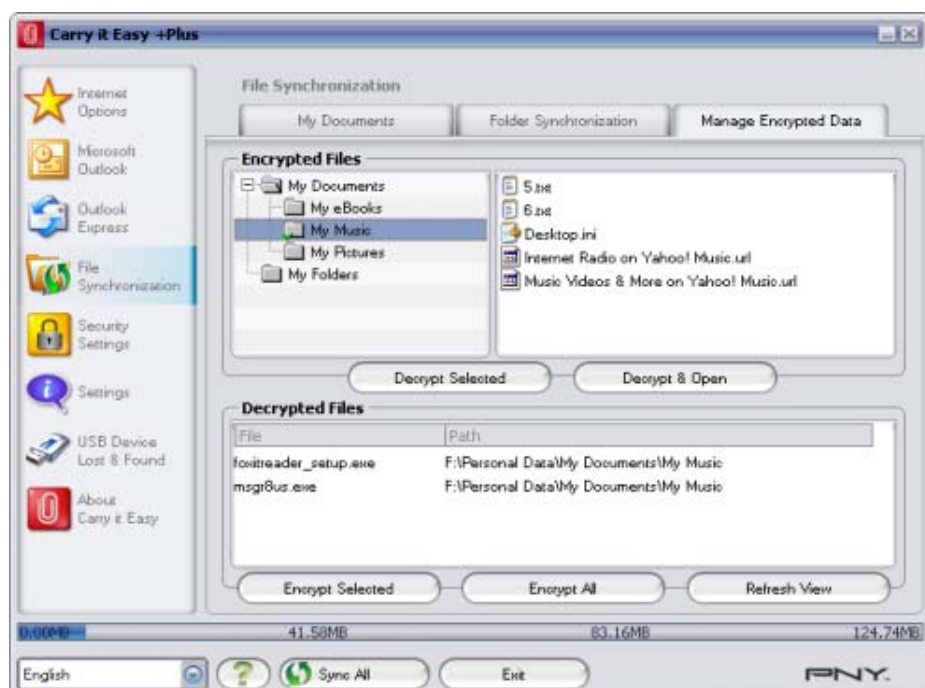 Carry it Easy +Plus
Internet
Options
Microsoft
Outlook
Outlook
Express
File
Synchronization
Security
Settings
Settings
USB Device
Lost & Found
About
Carry it Easy
File Synchronization
My Documents
Folder Synchronization
Manage Encrypted Data
Encrypted Files
My Documents
My eBooks
My Music
My Pictures
My Folders
5.txt
6.txt
Desktop.ini
Internet Radio on Yahoo! Music.url
Music Videos & More on Yahoo! Music.url
Decrypt Selected
Decrypt & Open
Decrypted Files
File Path
foxitreader_setup.exe F:\Personal Data\My Documents\My Music
msgr8us.exe F:\Personal Data\My Documents\My Music
Encrypt Selected
Encrypt All
Refresh View
0.00MB 41.58MB 83.16MB 124.74MB
English
?
Sync All
Exit
PNY.